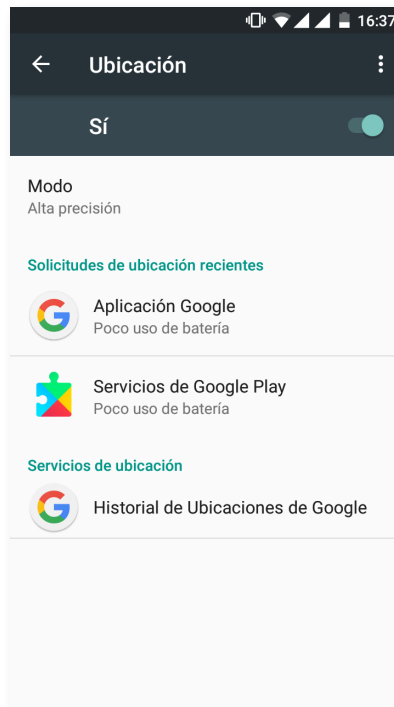 16:37
Ubicación
Sí
Modo
Alta precisión
Solicitudes de ubicación recientes
Aplicación Google
Poco uso de batería
Servicios de Google Play
Poco uso de batería
Servicios de ubicación
Historial de Ubicaciones de Google